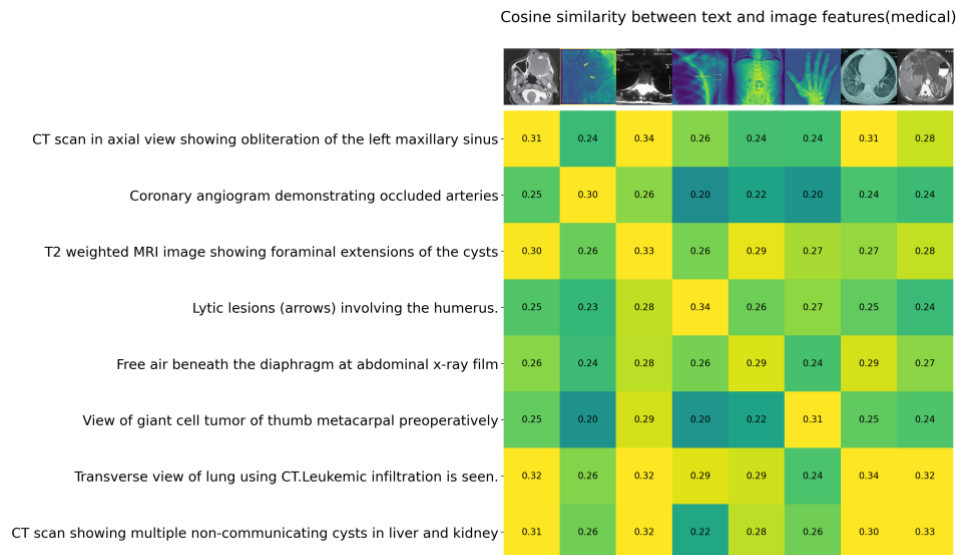 Cosine similarity between text and image features(medical)
CT scan in axial view showing obliteration of the left maxillary sinus 0.31 0.24 0.34 0.26 0.24 0.24 0.31 0.28
Coronary angiogram demonstrating occluded arteries 0.25 0.30 0.26 0.20 0.22 0.20 0.24 0.24
T2 weighted MRI image showing foraminal extensions of the cysts 0.30 0.26 0.33 0.26 0.29 0.27 0.27 0.28
Lytic lesions (arrows) involving the humerus. 0.25 0.23 0.28 0.34 0.26 0.27 0.25 0.24
Free air beneath the diaphragm at abdominal x-ray film 0.26 0.24 0.28 0.26 0.29 0.24 0.29 0.27
View of giant cell tumor of thumb metacarpal preoperatively 0.25 0.20 0.29 0.20 0.22 0.31 0.25 0.24
Transverse view of lung using CT.Leukemic infiltration is seen. 0.32 0.26 0.32 0.29 0.29 0.24 0.34 0.32
CT scan showing multiple non-communicating cysts in liver and kidney 0.31 0.26 0.32 0.22 0.28 0.26 0.30 0.33